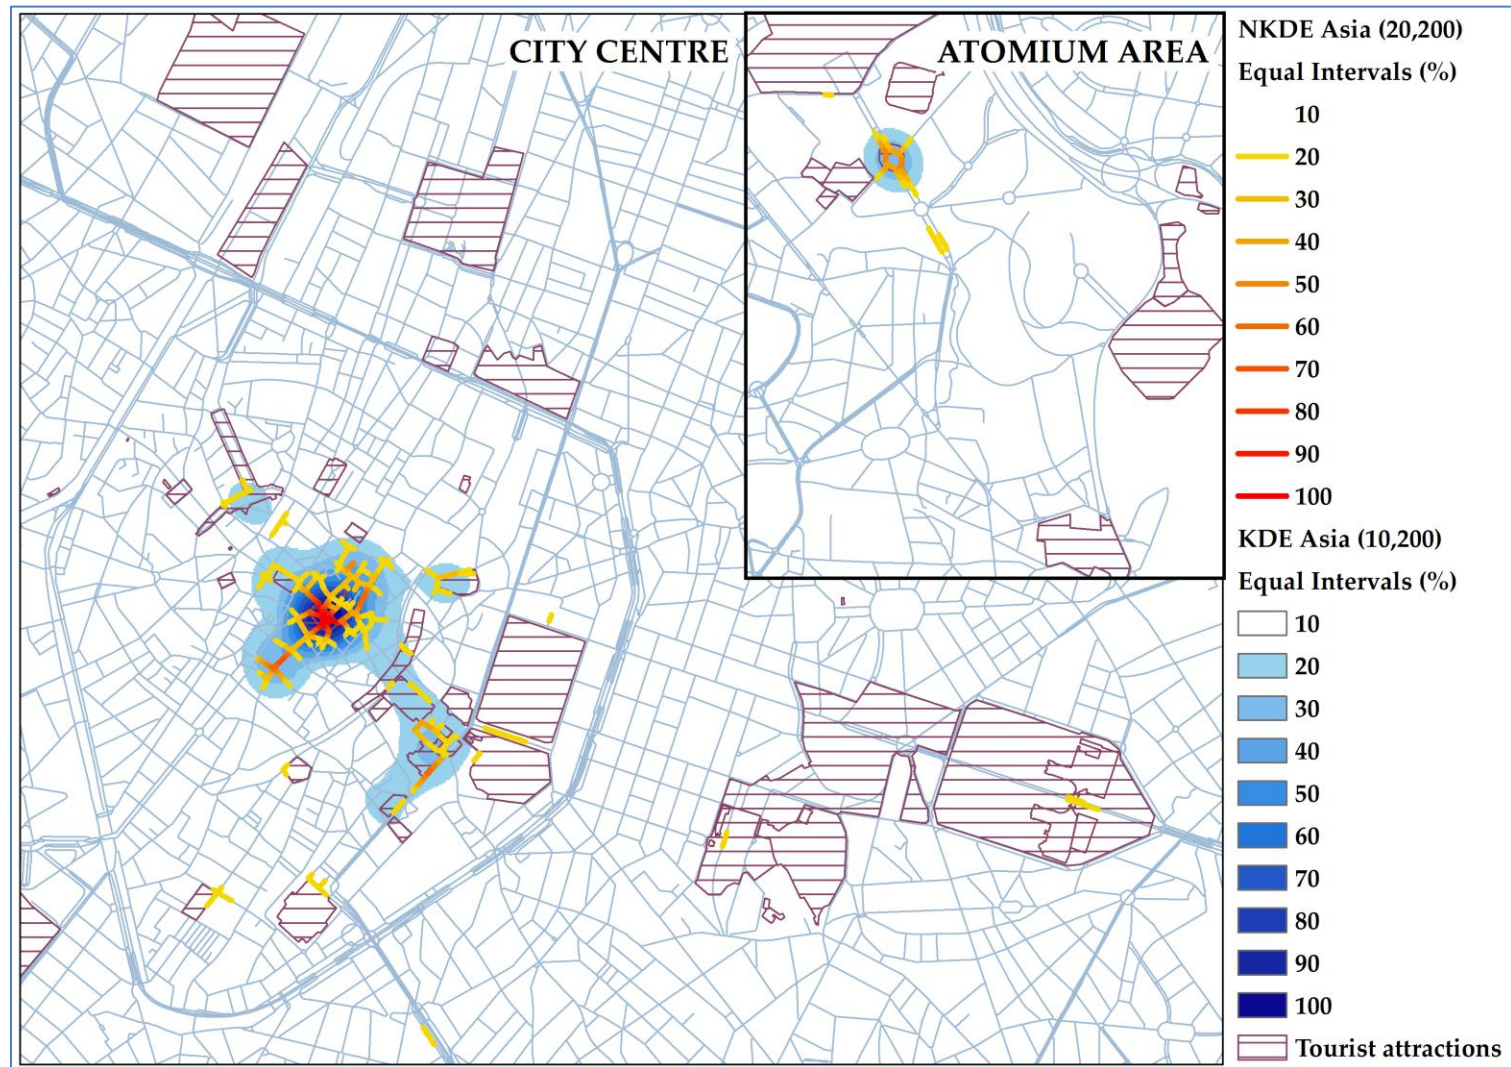 CITY CENTRE
ATOMIUM AREA
NKDE Asia (20,200)
Equal Intervals (%)
10
20
30
40
50
60
70
80
90
100
KDE Asia (10,200)
Equal Intervals (%)
10
20
30
40
50
60
70
80
90
100
Tourist attractions